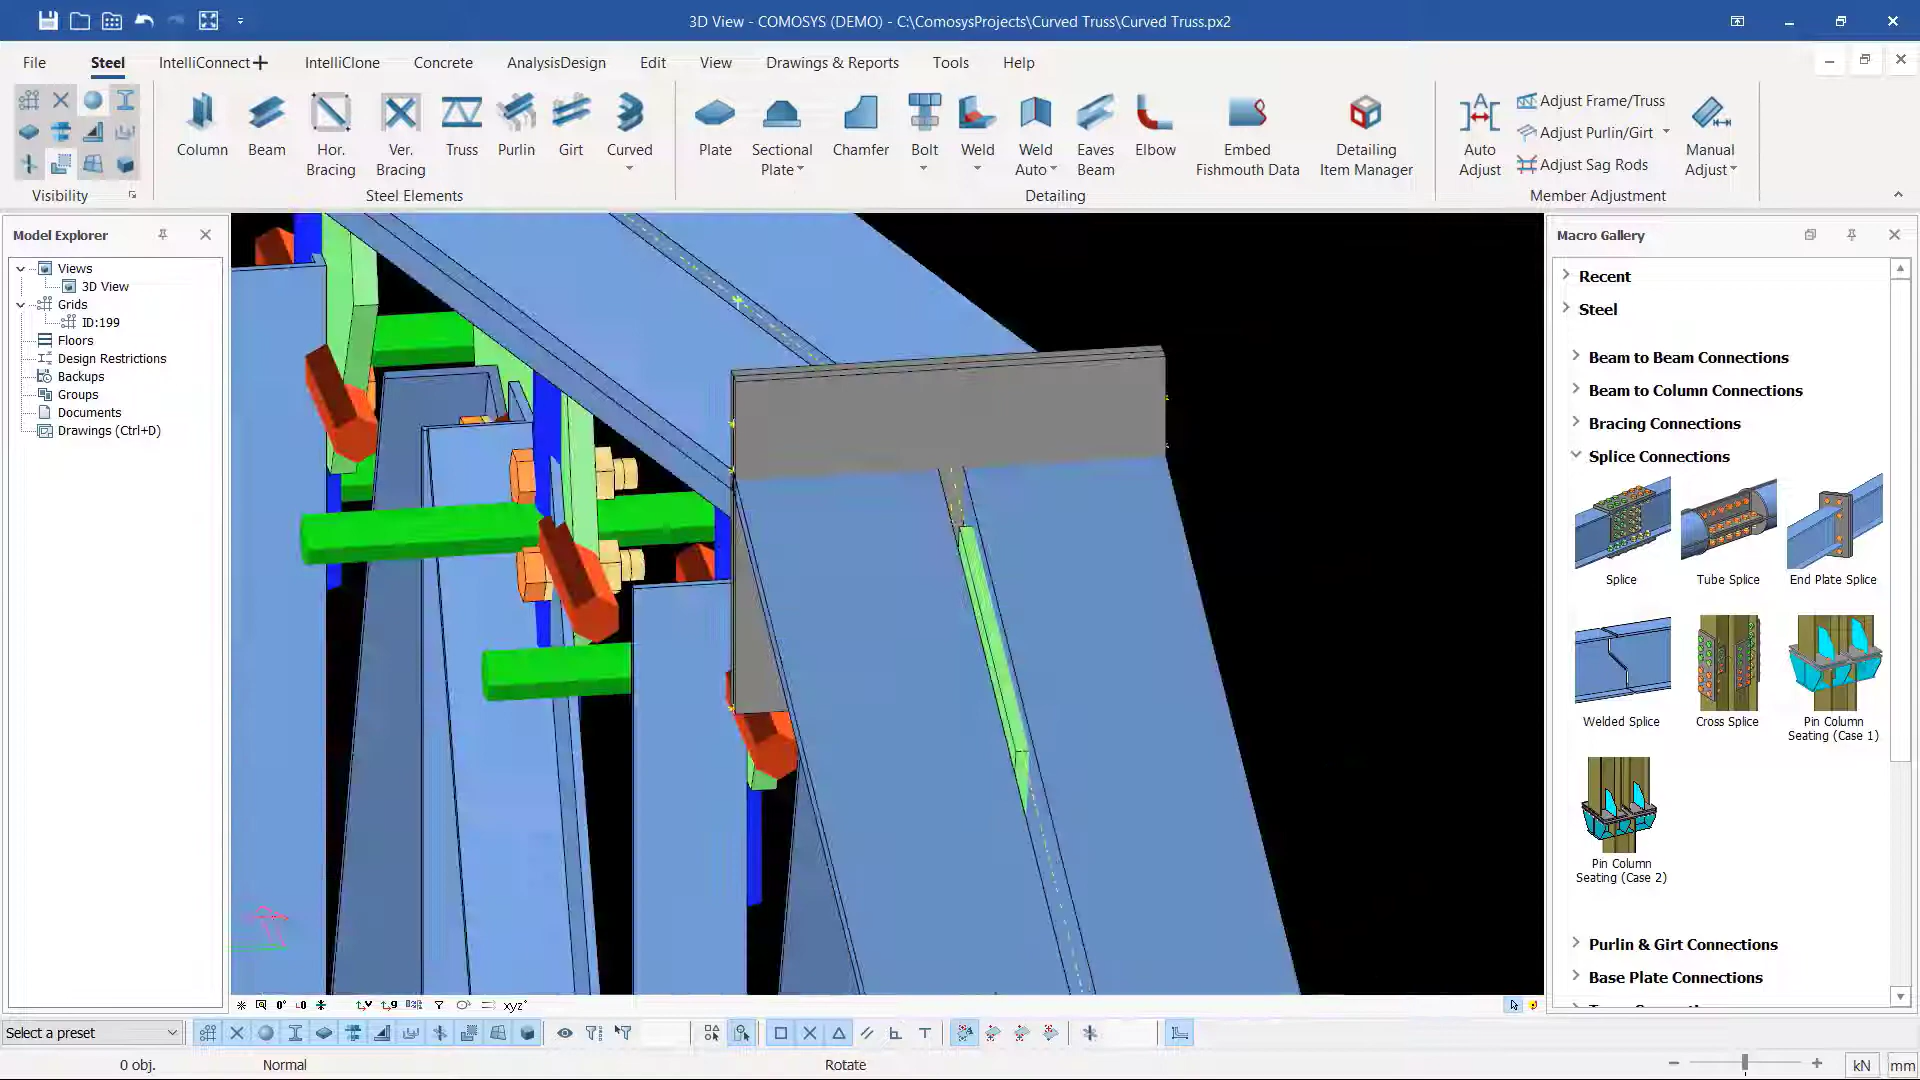 3D View - COMOSYS (DEMO) - C:\ComosysProjects\Curved Truss\Curved Truss.px2
File
Steel
IntelliConnect
IntelliClone
Concrete
AnalysisDesign
Edit
View
Drawings & Reports
Tools
Help
Column
Beam
Hor. Bracing
Ver. Bracing
Truss
Purlin
Girt
Curved
Plate
Sectional Plate
Chamfer
Bolt
Weld
Weld Auto
Eaves Beam
Elbow
Embed Fishmouth Data
Detailing Item Manager
Auto Adjust
Adjust Frame/Truss
Adjust Purlin/Girt
Adjust Sag Rods
Manual Adjust
Visibility
Steel Elements
Detailing
Member Adjustment
Model Explorer
Views
3D View
Grids
ID:199
Floors
Design Restrictions
Backups
Groups
Documents
Drawings (Ctrl+D)
Macro Gallery
Recent
Steel
Beam to Beam Connections
Beam to Column Connections
Bracing Connections
Splice Connections
Splice
Tube Splice
End Plate Splice
Welded Splice
Cross Splice
Pin Column Seating (Case 1)
Pin Column Seating (Case 2)
Purlin & Girt Connections
Base Plate Connections
xyz
Select a preset
0 obj.
Normal
Rotate
kN
mm